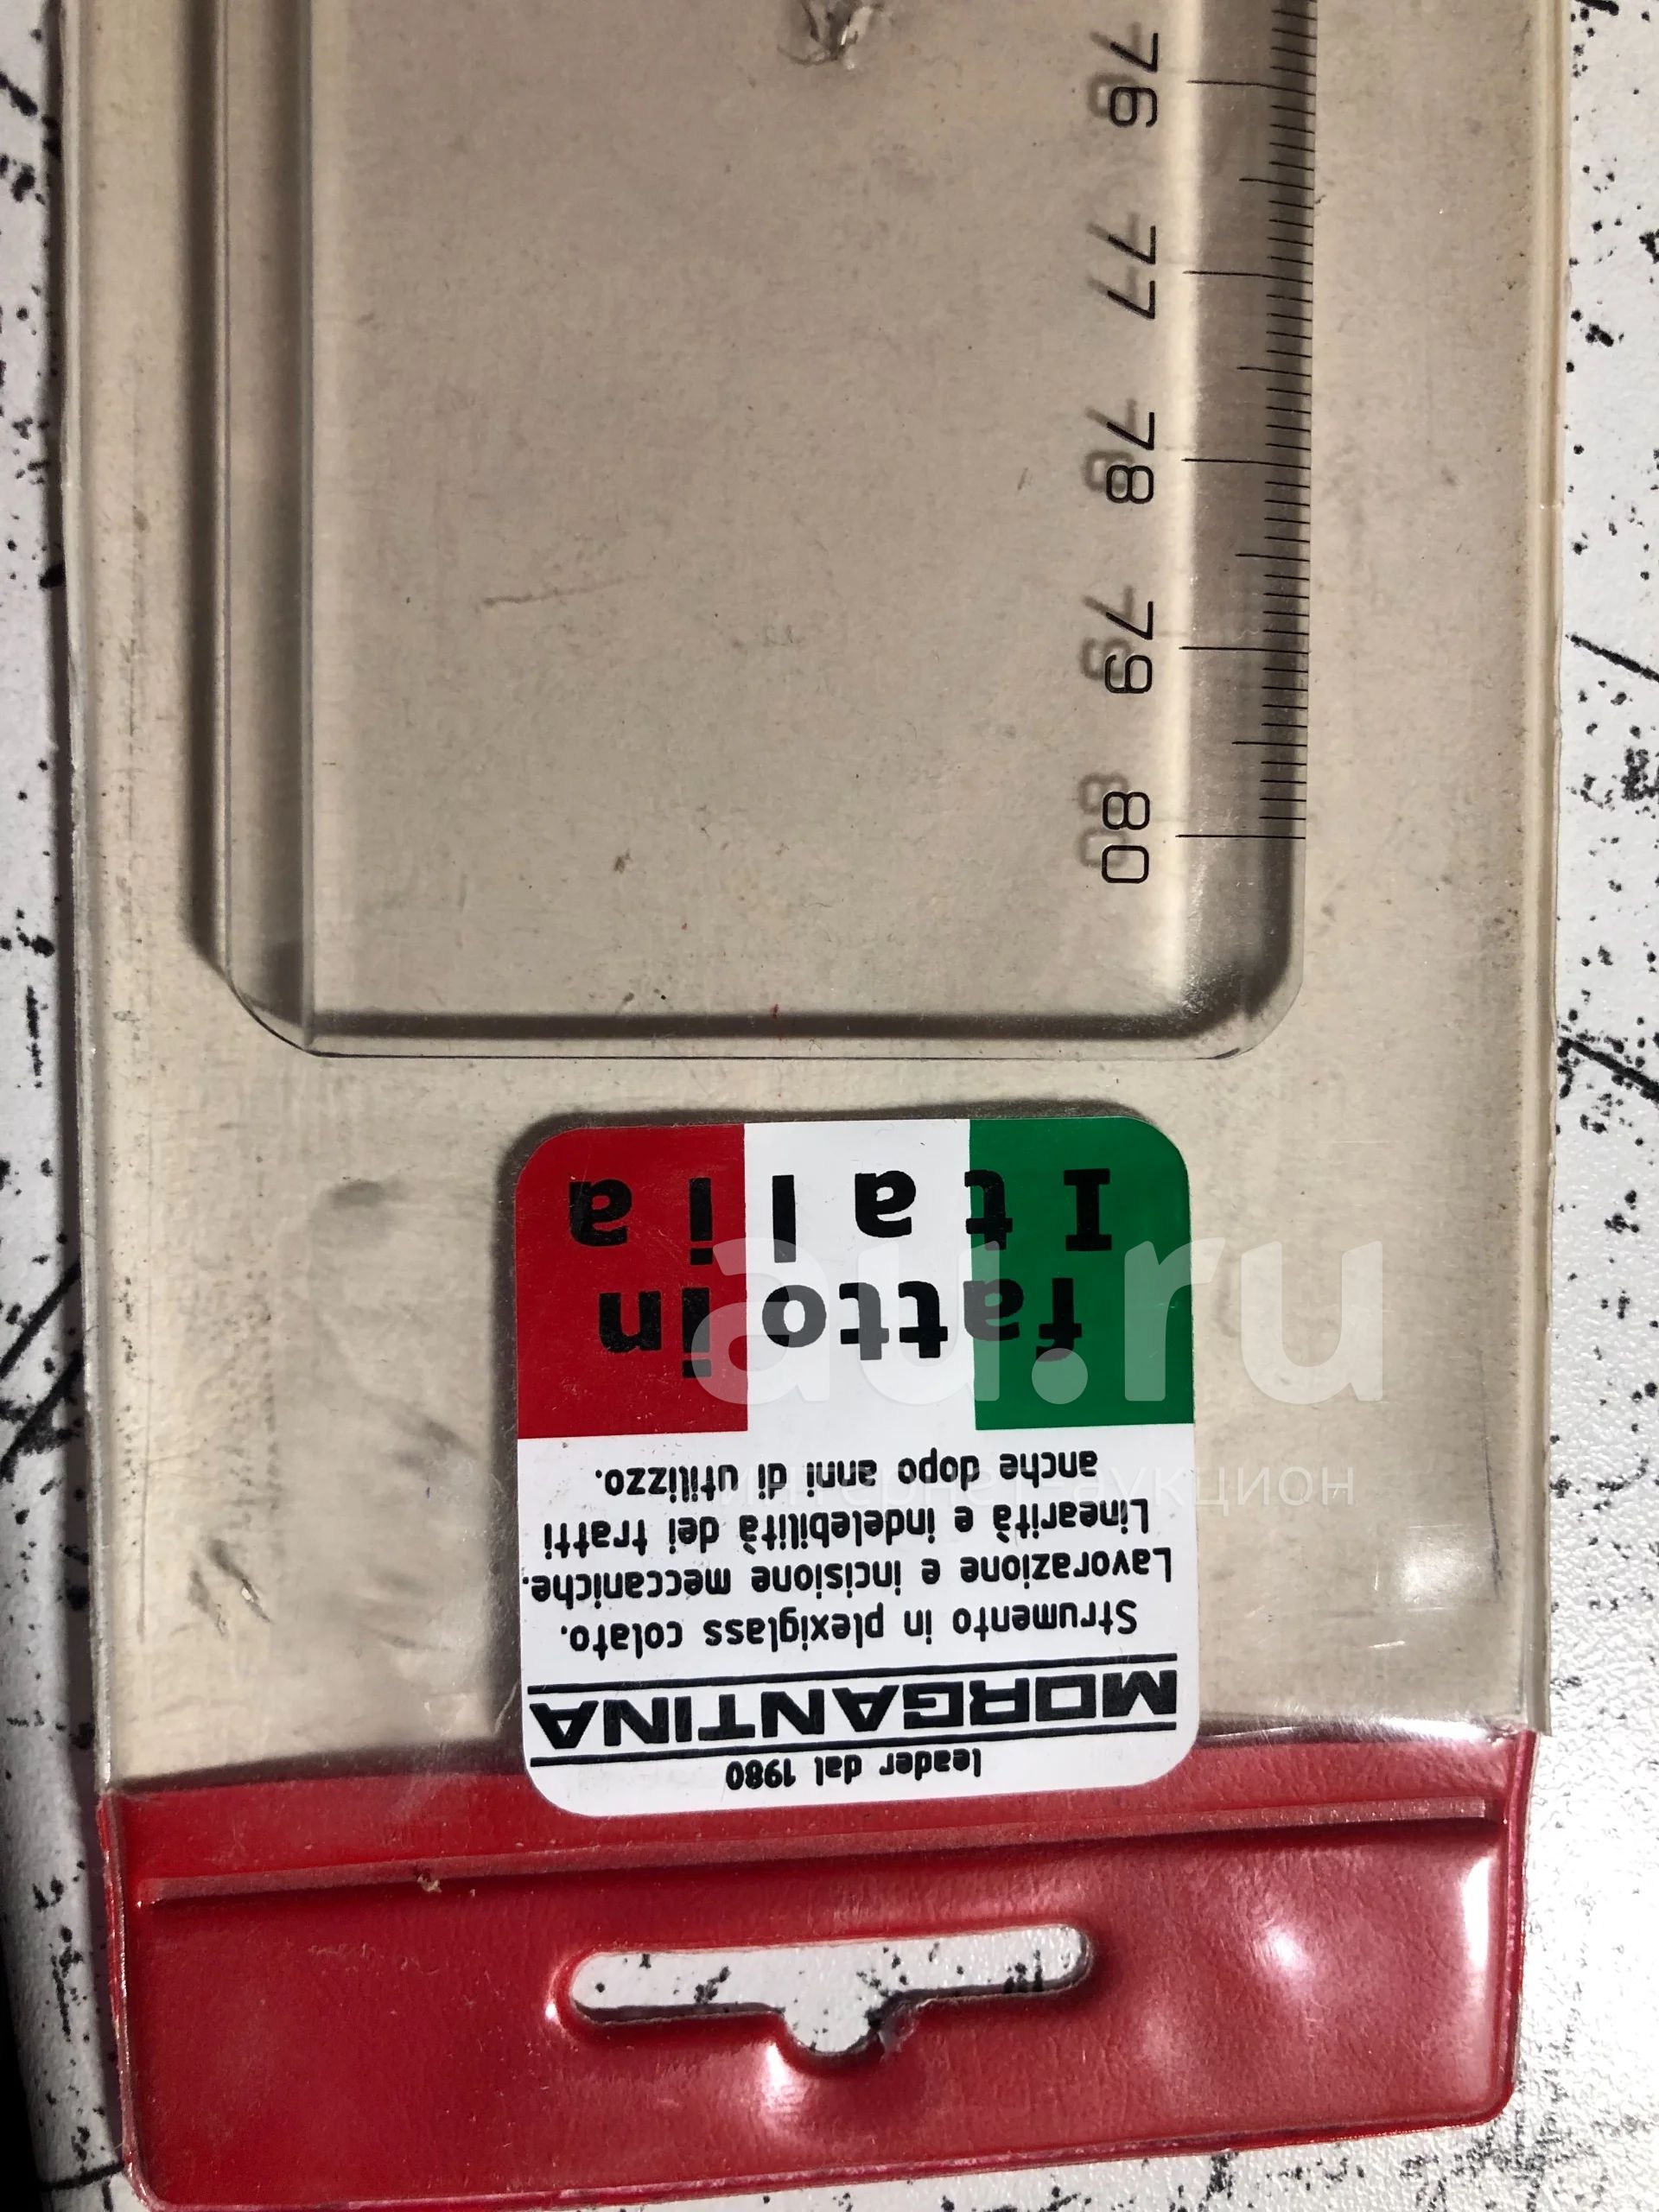 leader dal 1980
MORGANTINA
Strumento in plexiglass colato.
Lavorazione e incisione meccaniche.
Linearità e indelebilità dei tratti
anche dopo anni di utilizzo.
fatto in
Italia
76
77
78
79
80
au.ru
интернет-аукцион